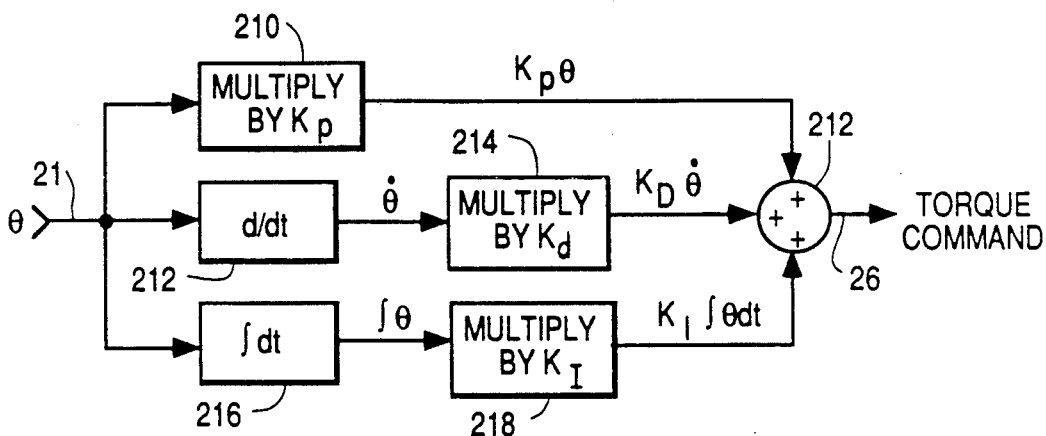 210
MULTIPLY
BY Kp
Kpθ
21
θ
d/dt
212
θ̇
214
MULTIPLY
BY Kd
KD θ̇
212
+
+
+
26
TORQUE
COMMAND
∫ dt
216
∫θ
MULTIPLY
BY KI
218
KI ∫θdt